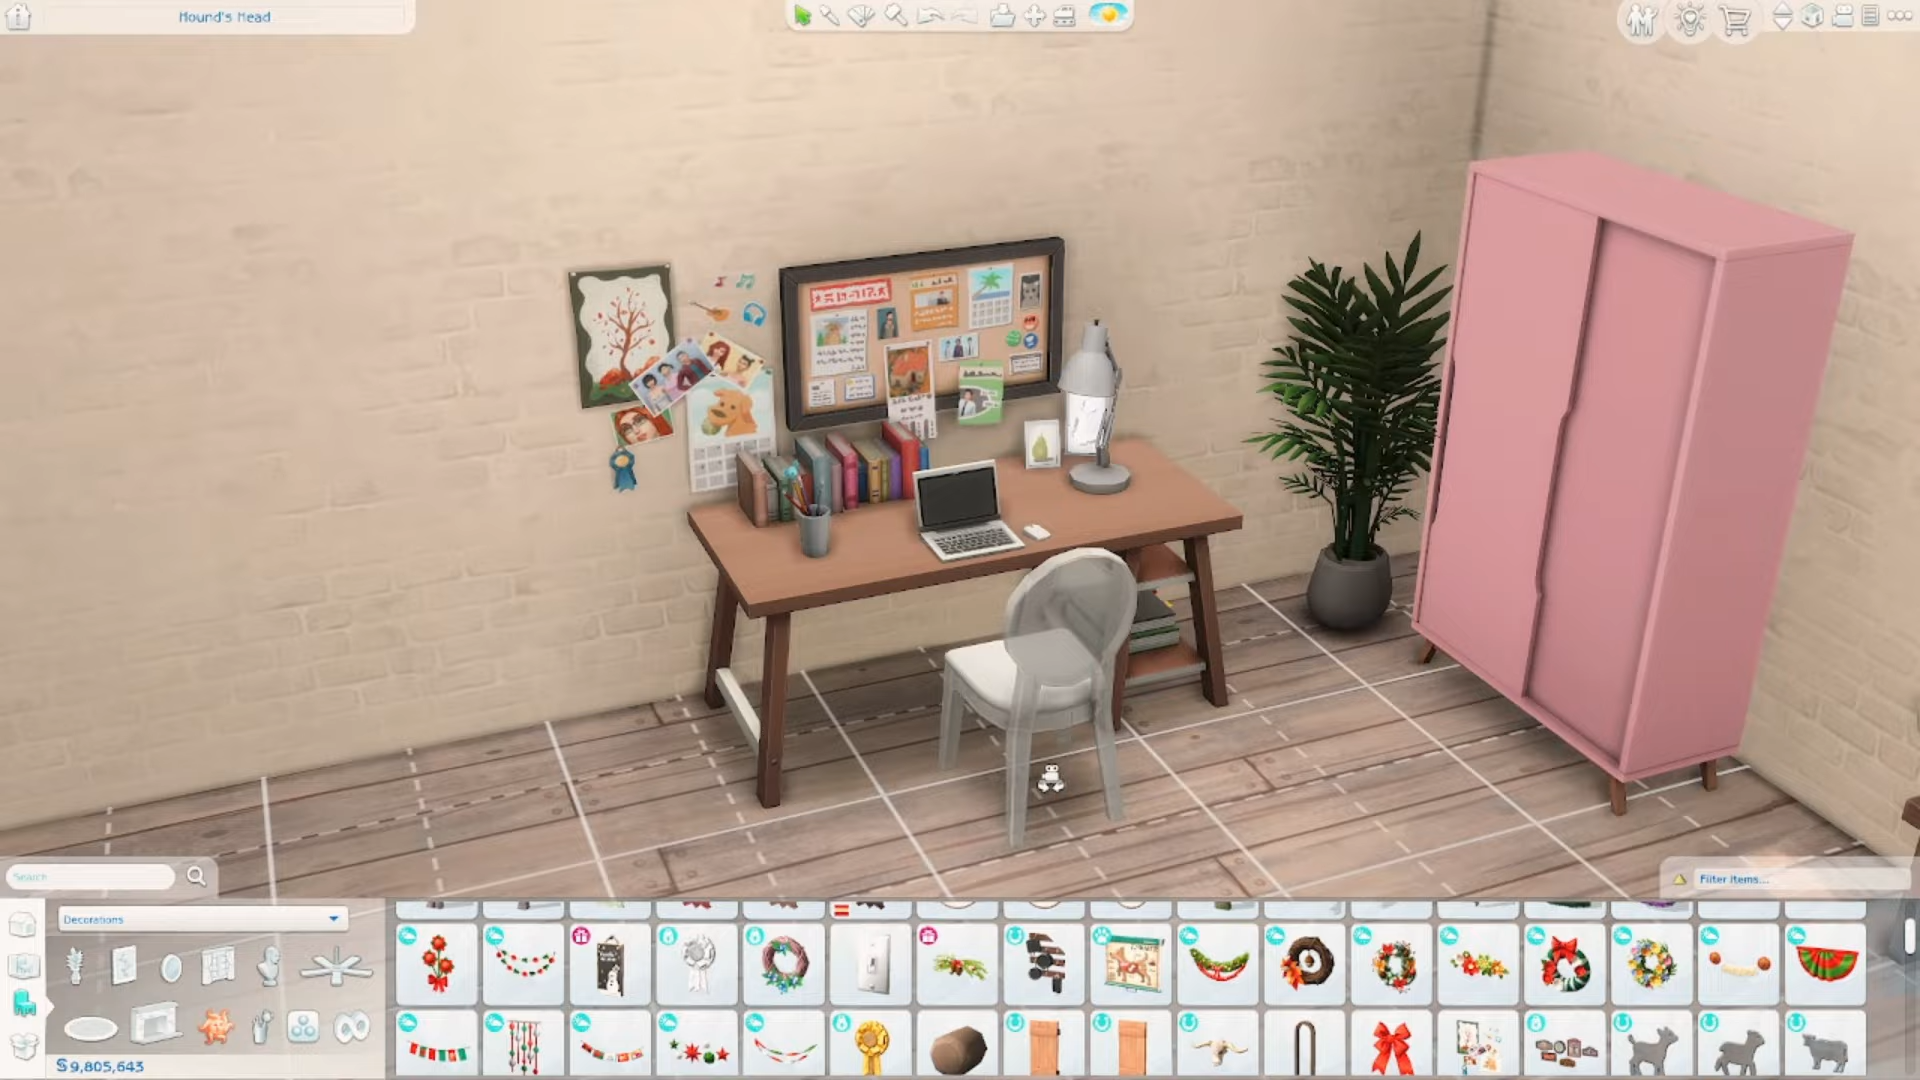 Hound's Head
Search
Filter Items...
Decorations
§9,805,643